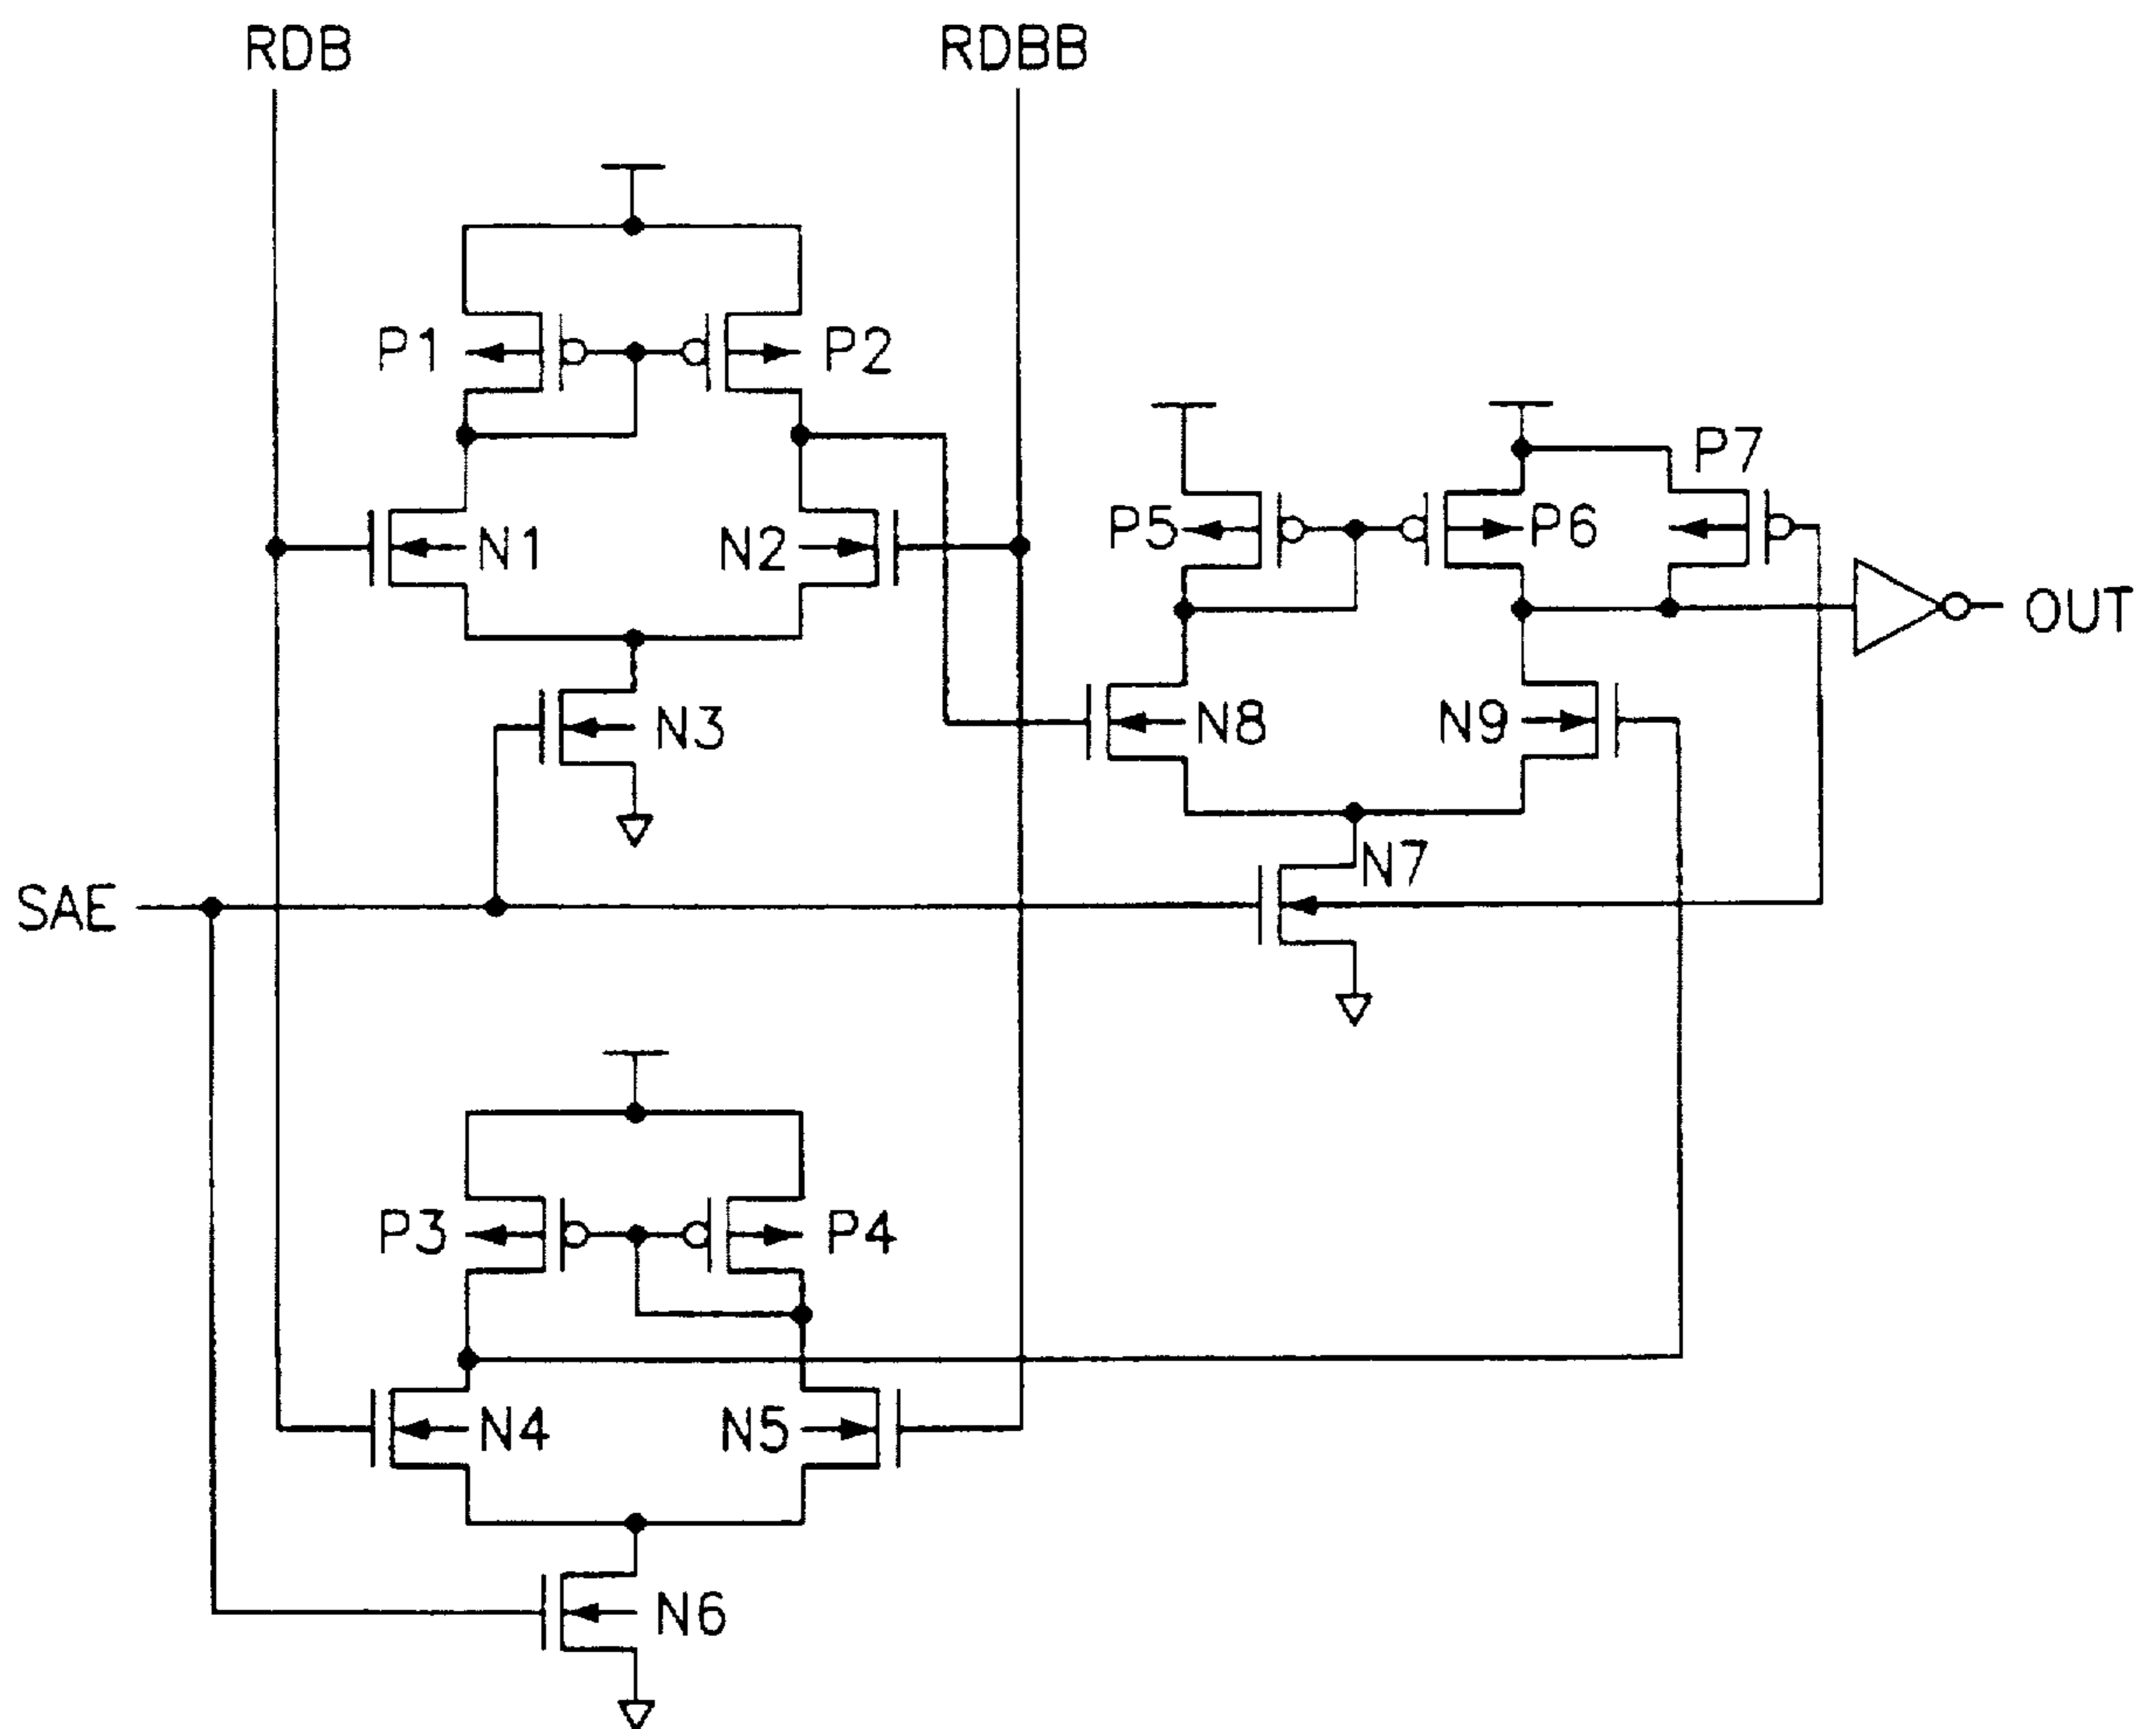 RDB RDBB
P1 P2
P7
P5 P6
N1 N2
OUT
N8 N9
N3
N7
SAE
P3 P4
N4 N5
N6